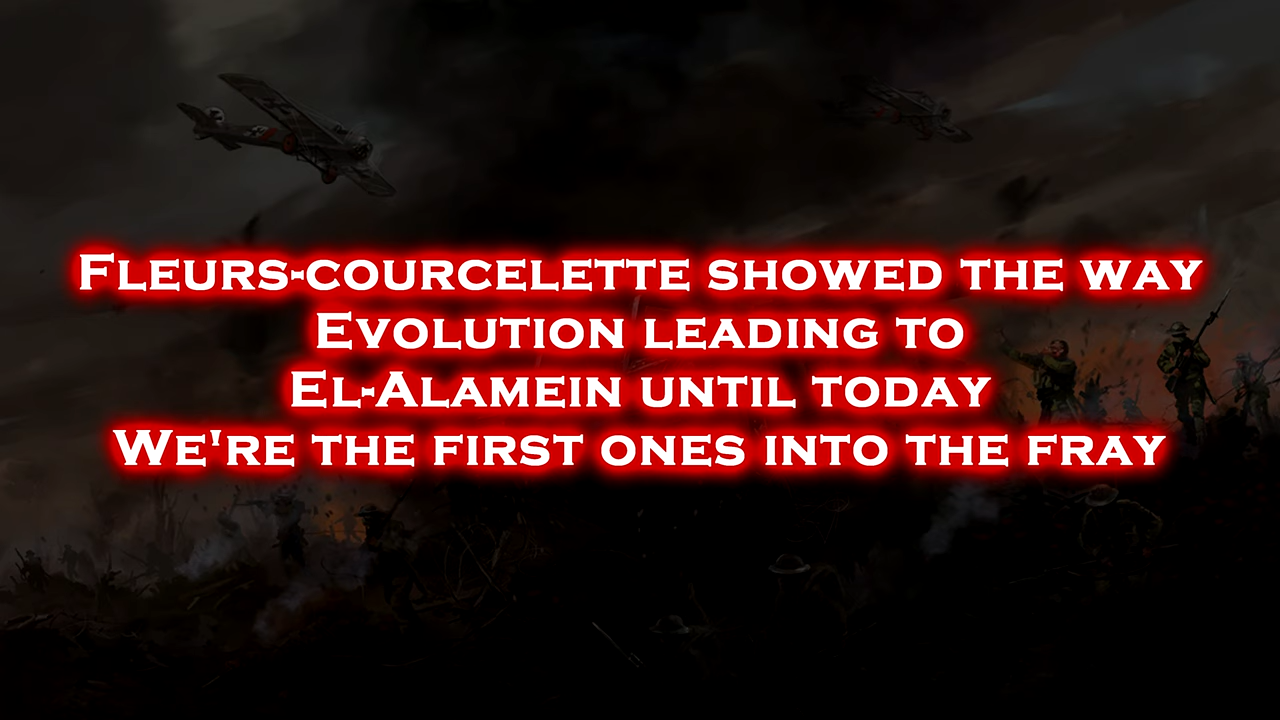 Fleurs-courcelette showed the way
Evolution leading to
El-Alamein until today
We're the first ones into the fray